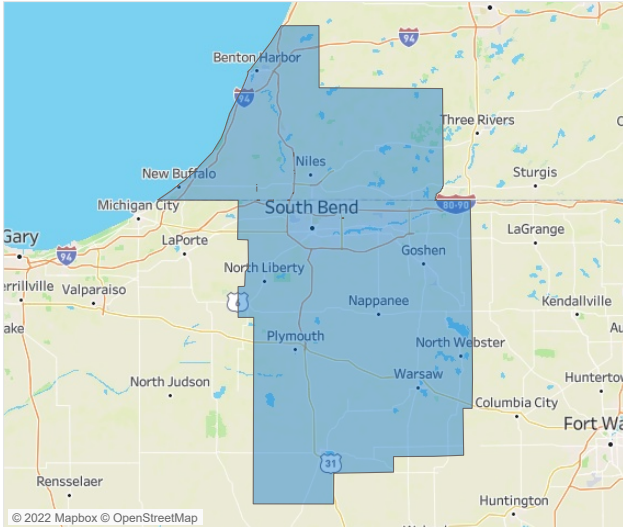 94
Benton Harbor
94
Three Rivers
Niles
New Buffalo
Sturgis
Michigan City
South Bend
80-90
Gary
94
LaPorte
LaGrange
Goshen
North Liberty
errillville
Valparaiso
6
Nappanee
Kendallville
ake
Plymouth
Au
North Webster
North Judson
Warsaw
Huntertow
Columbia City
Fort Wa
31
Rensselaer
Huntington
© 2022 Mapbox © OpenStreetMap